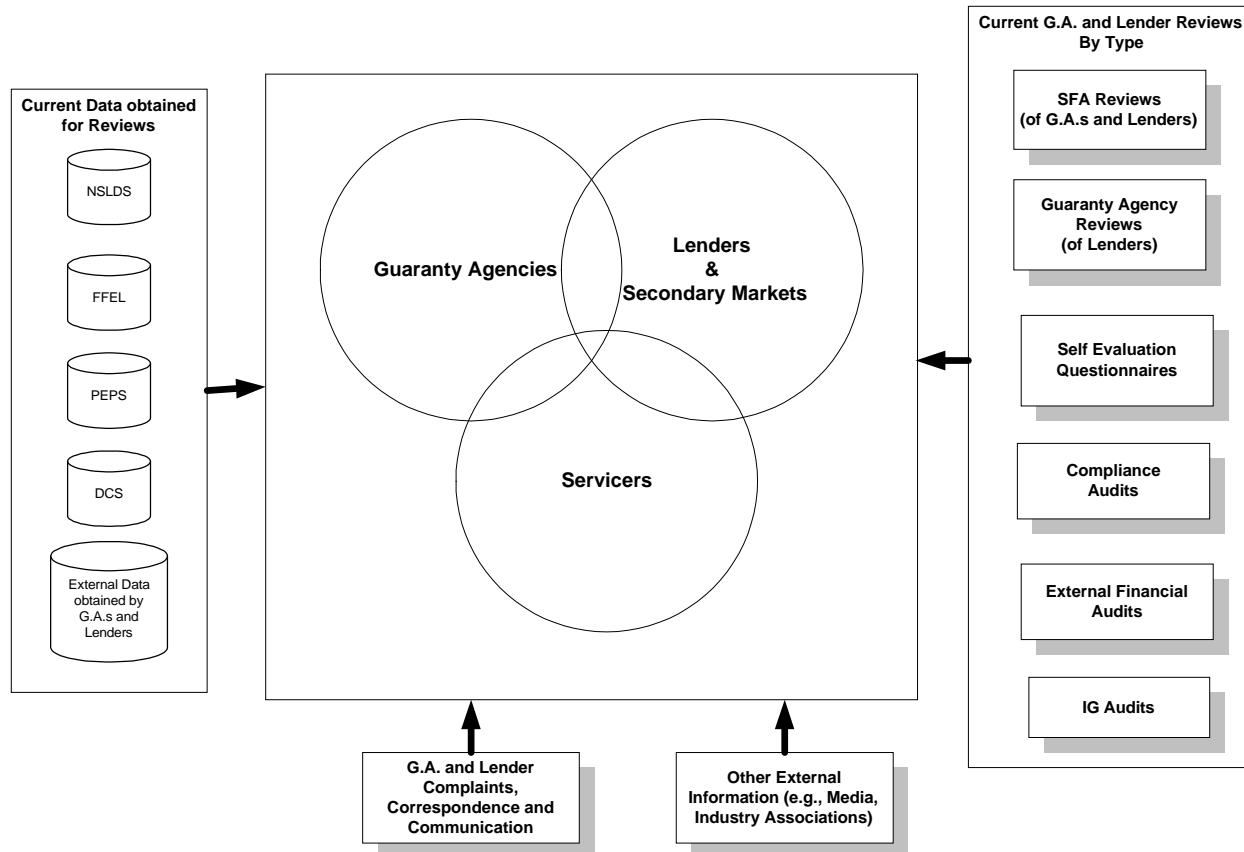 Current Data obtained
for Reviews
NSLDS
FFEL
PEPS
DCS
External Data
obtained by
G.A.s and
Lenders
Guaranty Agencies
Lenders
&
Secondary Markets
Servicers
G.A. and Lender
Complaints,
Correspondence and
Communication
Other External
Information (e.g., Media,
Industry Associations)
Current G.A. and Lender Reviews
By Type
SFA Reviews
(of G.A.s and Lenders)
Guaranty Agency
Reviews
(of Lenders)
Self Evaluation
Questionnaires
Compliance
Audits
External Financial
Audits
IG Audits